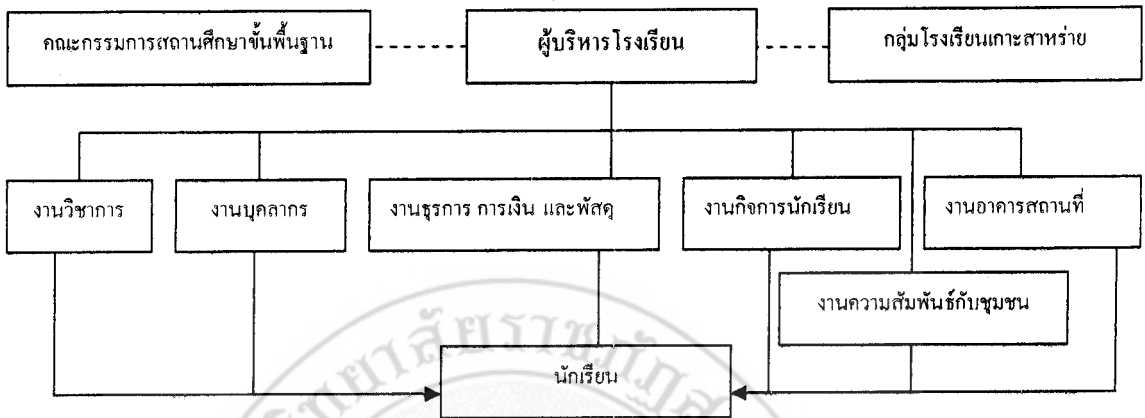 คณะกรรมการสถานศึกษาขั้นพื้นฐาน
ผู้บริหารโรงเรียน
กลุ่มโรงเรียนเกาะสาหร่าย
งานวิชาการ
งานบุคลากร
งานธุรการ การเงิน และพัสดุ
งานกิจการนักเรียน
งานอาคารสถานที่
งานความสัมพันธ์กับชุมชน
นักเรียน